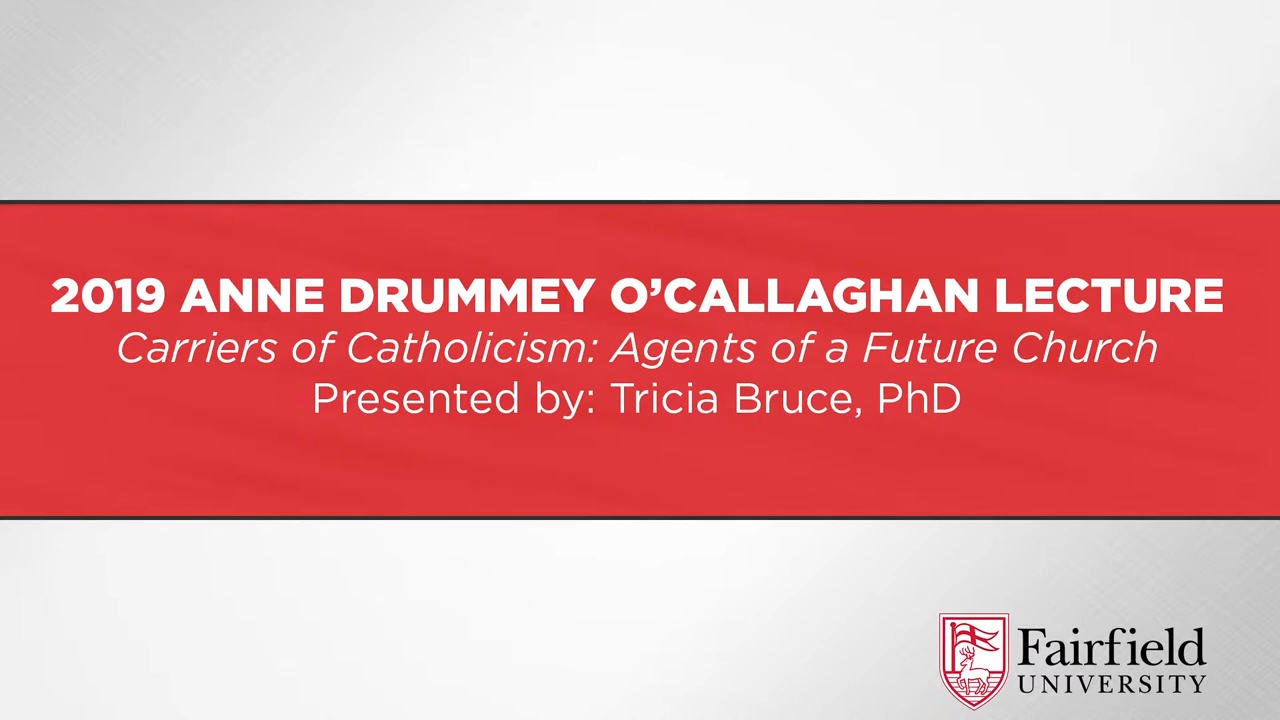 2019 ANNE DRUMMEY O’CALLAGHAN LECTURE
Carriers of Catholicism: Agents of a Future Church
Presented by: Tricia Bruce, PhD
Fairfield
UNIVERSITY